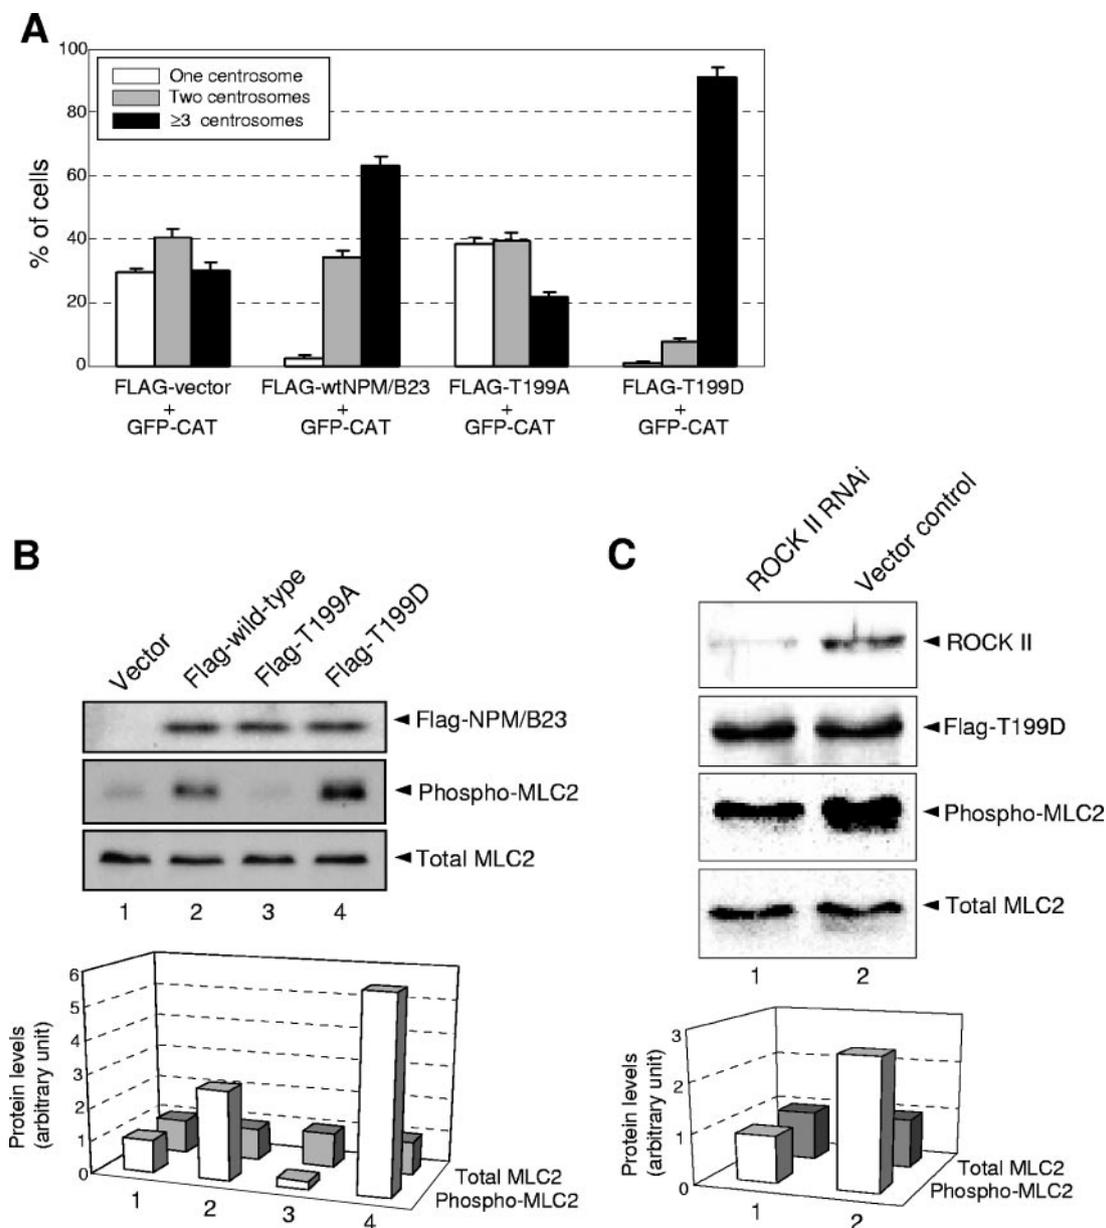 A
100
80
60
40
20
0
% of cells
One centrosome
Two centrosomes
≥3 centrosomes
FLAG-vector
+
GFP-CAT
FLAG-wtNPM/B23
+
GFP-CAT
FLAG-T199A
+
GFP-CAT
FLAG-T199D
+
GFP-CAT
B
Vector
Flag-wild-type
Flag-T199A
Flag-T199D
Flag-NPM/B23
Phospho-MLC2
Total MLC2
1 2 3 4
Protein levels
(arbitrary unit)
6
5
4
3
2
1
0
1 2 3 4
Total MLC2
Phospho-MLC2
C
ROCK II RNAi
Vector control
ROCK II
Flag-T199D
Phospho-MLC2
Total MLC2
1 2
Protein levels
(arbitrary unit)
3
2
1
0
1 2
Total MLC2
Phospho-MLC2